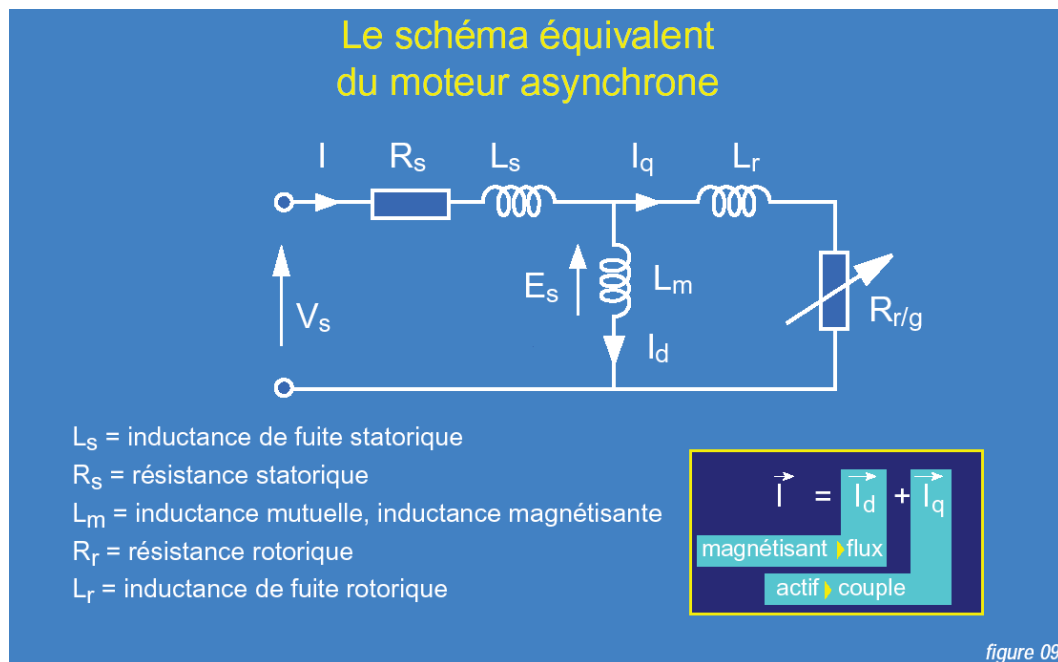 Le schéma équivalent
du moteur asynchrone
I Rs Ls Iq Lr
Vs Es Lm Id Rr/g
Ls = inductance de fuite statorique
Rs = résistance statorique
Lm = inductance mutuelle, inductance magnétisante
Rr = résistance rotorique
Lr = inductance de fuite rotorique
I = Id + Iq
magnétisant flux
actif couple
figure 09